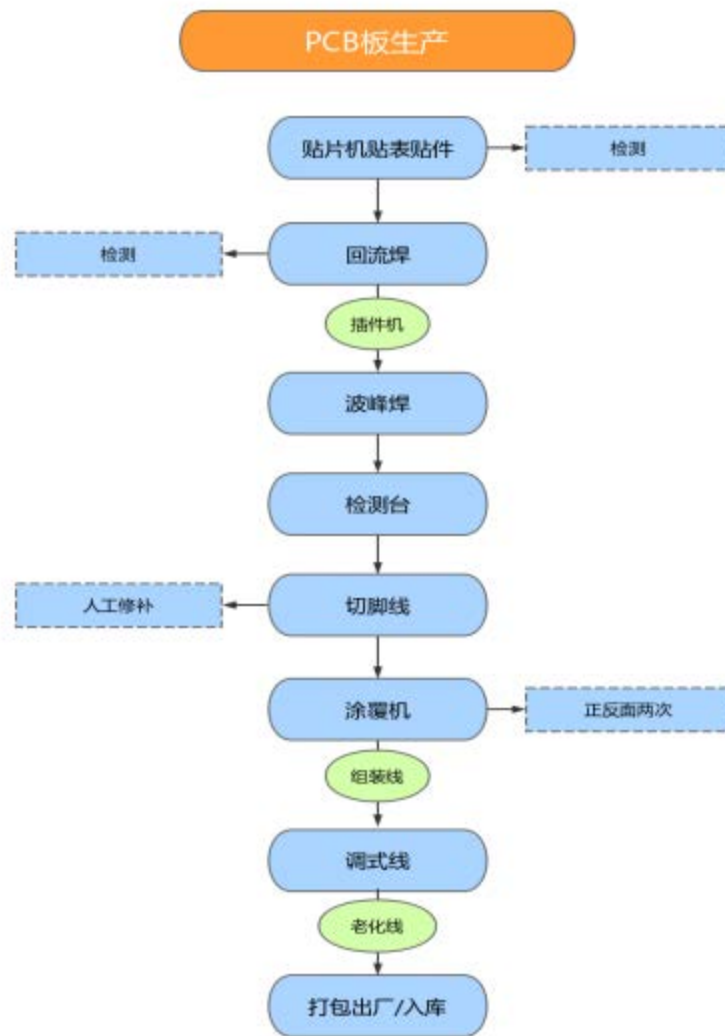 PCB板生产
贴片机贴表贴件
检测
检测
回流焊
插件机
波峰焊
检测台
人工修补
切脚线
涂覆机
正反面两次
组装线
调式线
老化线
打包出厂/入库